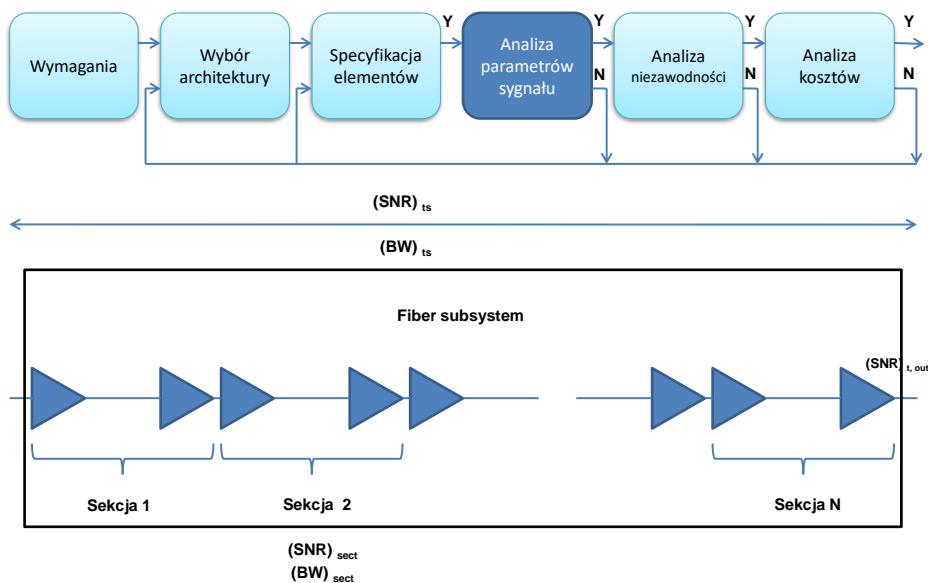 Wymagania
Wybór
architektury
Specyfikacja
elementów
Y
Analiza
parametrów
sygnału
Y
N
Analiza
niezawodności
Y
N
Analiza
kosztów
Y
N
(SNR) ts
(BW) ts
Fiber subsystem
(SNR) t, out
Sekcja 1
Sekcja 2
Sekcja N
(SNR) sect
(BW) sect